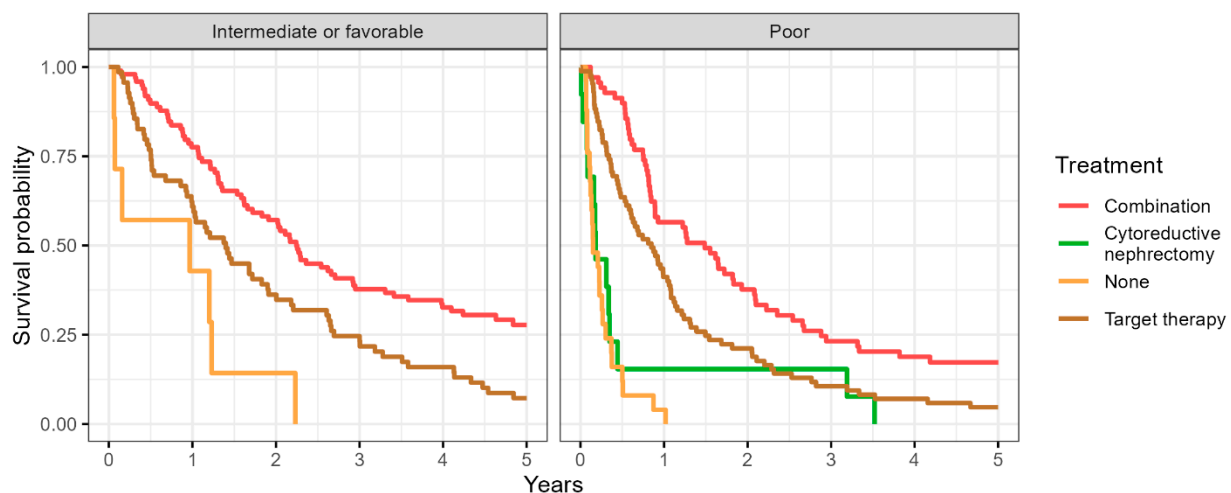 Intermediate or favorable
Poor
Survival probability
1.00
0.75
0.50
0.25
0.00
0 1 2 3 4 5
0 1 2 3 4 5
Years
Treatment
Combination
Cytoreductive
nephrectomy
None
Target therapy